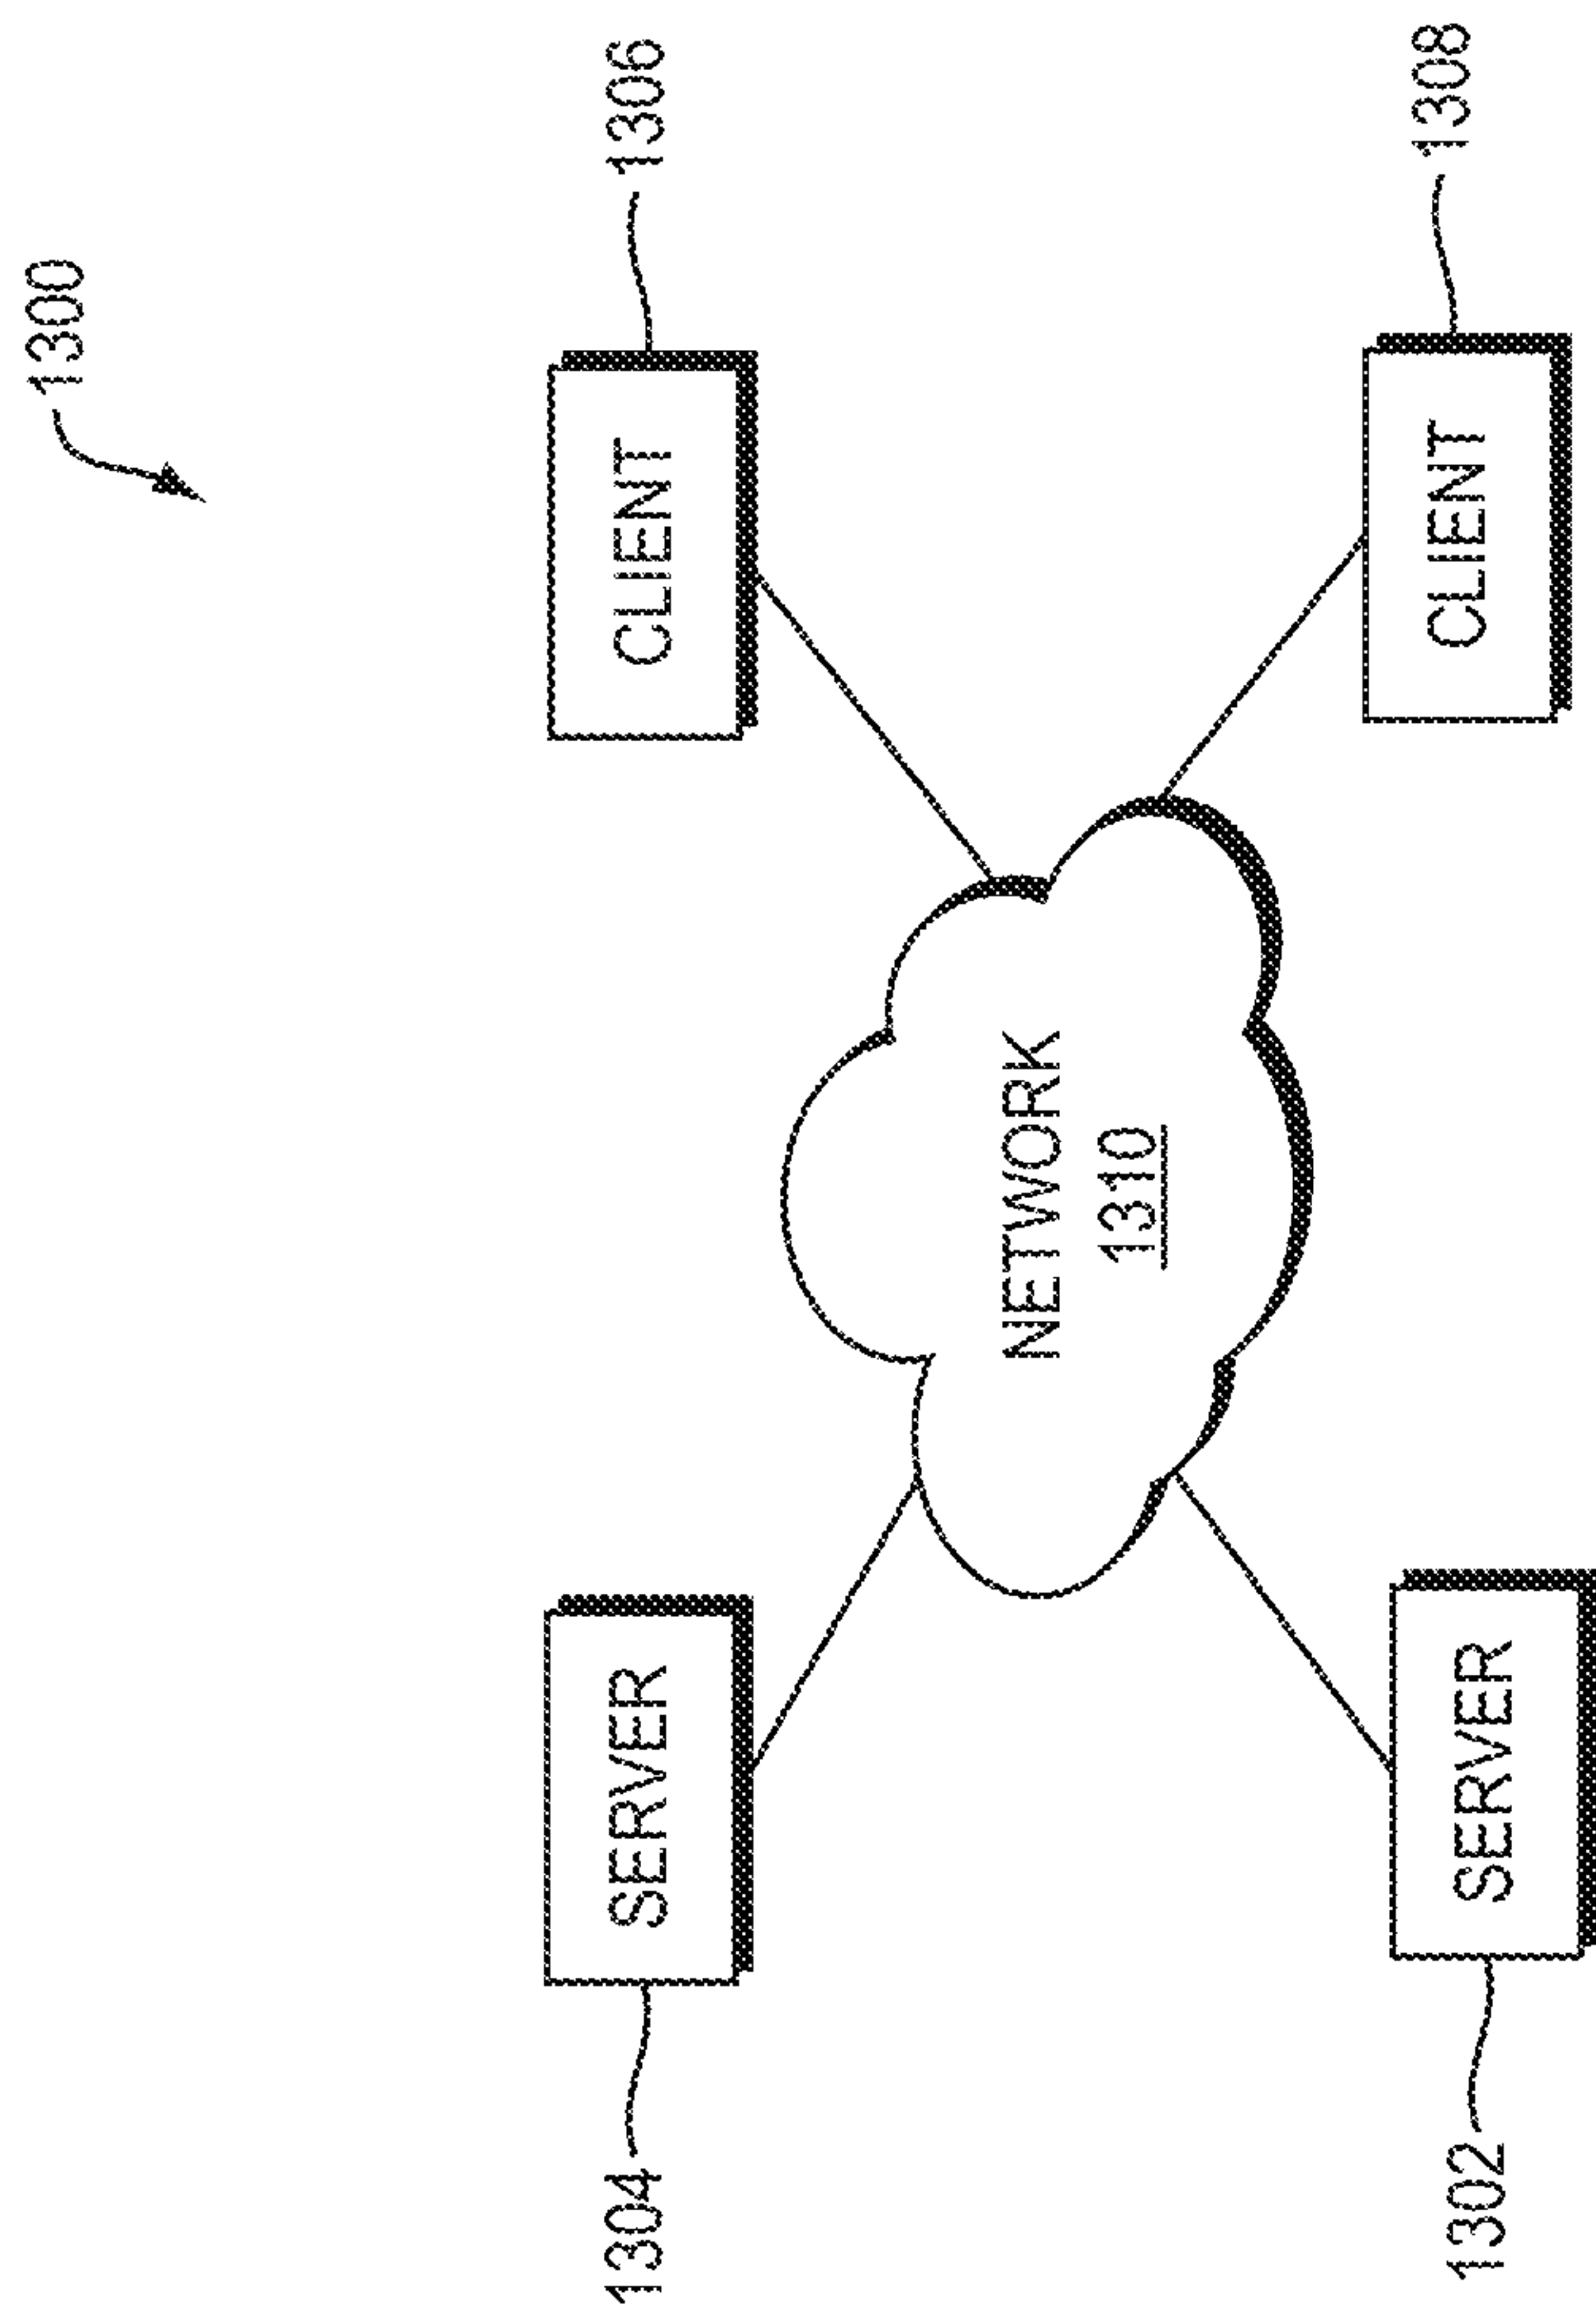 1300
1304
SERVER
CLIENT
1306
NETWORK
1310
1302
SERVER
CLIENT
1308